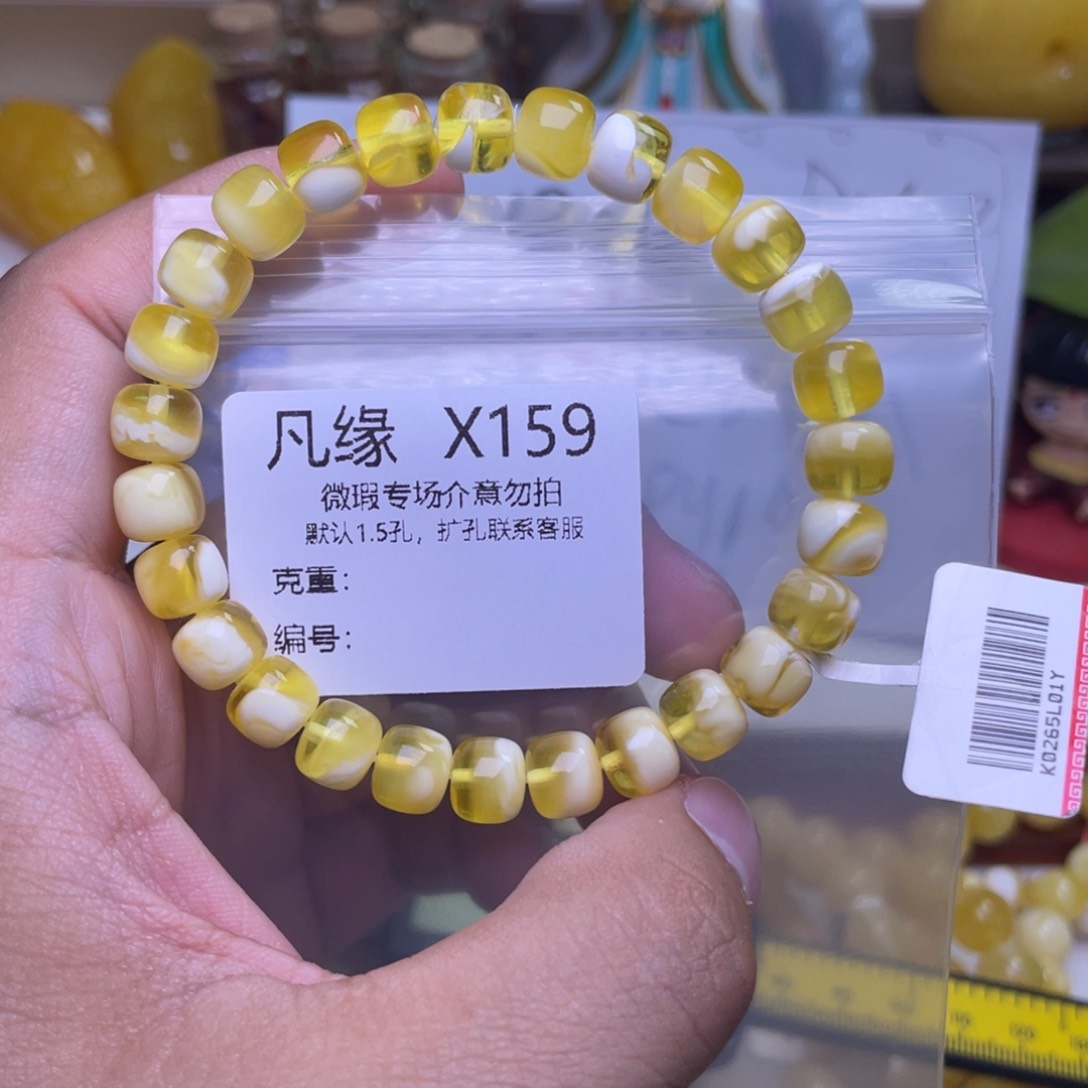 凡缘 X159
微瑕专场介意勿拍
默认1.5孔，扩孔联系客服
克重：
编号：
K0265L01Y